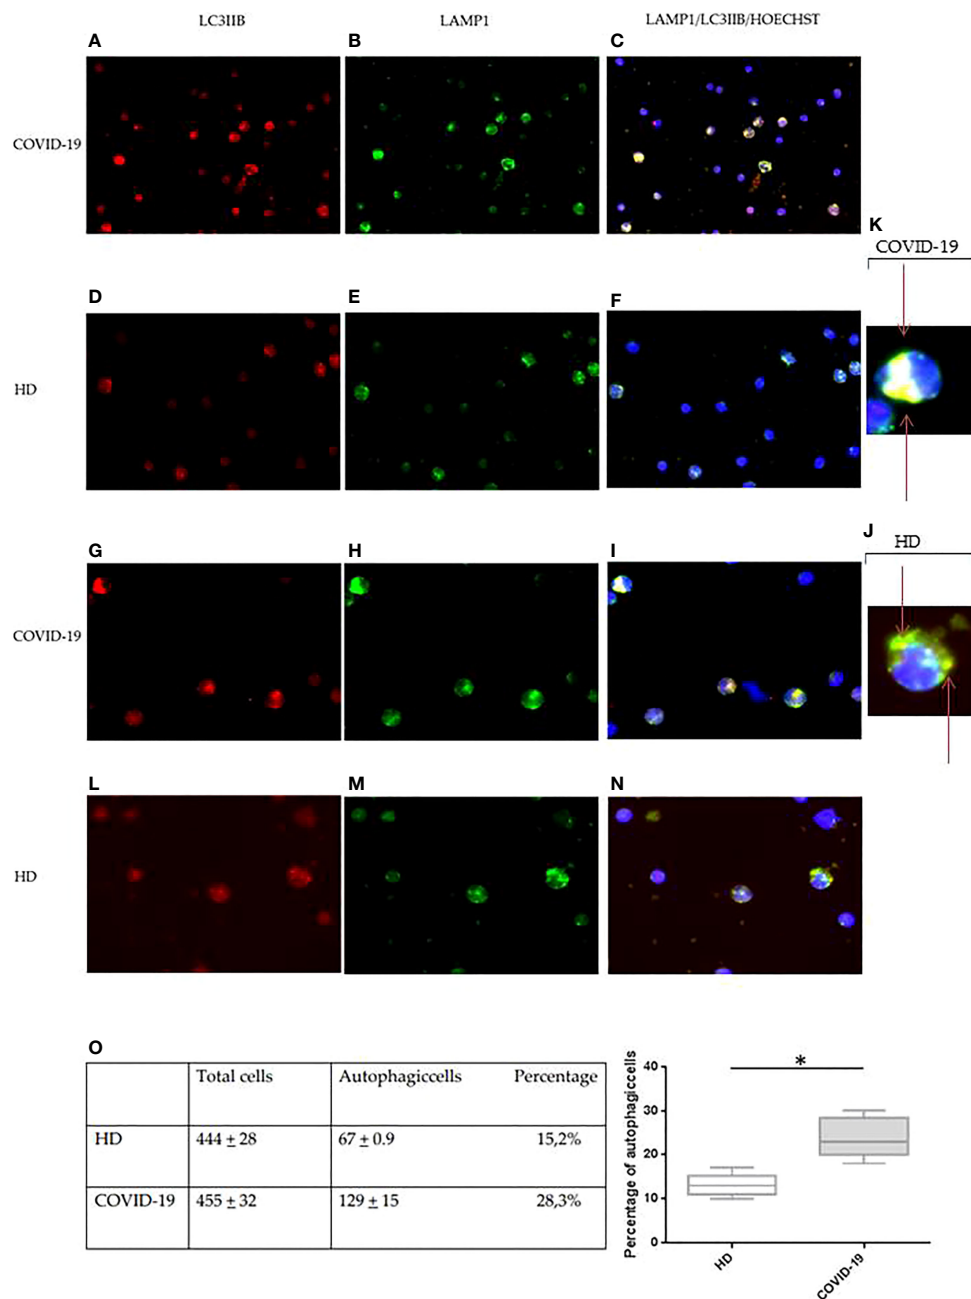 LC3IIB LAMP1 LAMP1/LC3IIB/HOECHST
A B C
COVID-19
K
COVID-19
D E F
HD
J
HD
G H I
COVID-19
L M N
HD
O
Total cells Autophagiccells Percentage
HD 444 ± 28 67 ± 0.9 15,2%
COVID-19 455 ± 32 129 ± 15 28,3%
Percentage of autophagiccells
40
30
20
10
0
*
HD
COVID-19